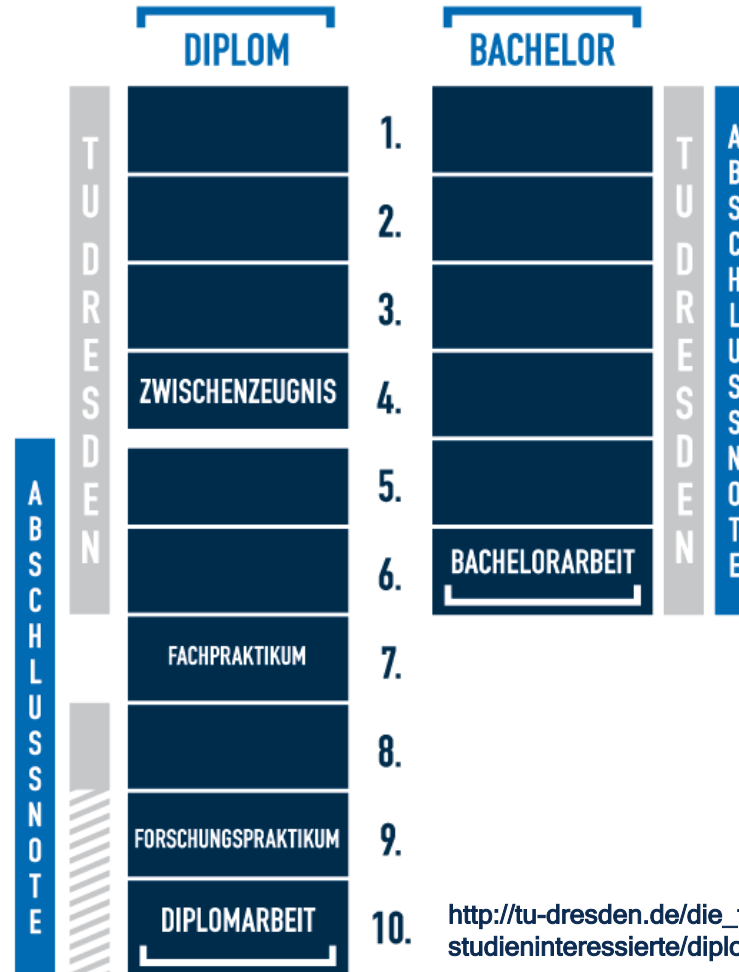 DIPLOM
BACHELOR
TU DRESDEN
1.
2.
3.
ZWISCHENZEUGNIS
4.
5.
6.
BACHELORARBEIT
TU DRESDEN
ABSCHLUSSNOTE
ABSCHLUSSNOTE
FACHPRAKTIKUM
7.
8.
FORSCHUNGSPRAKTIKUM
9.
DIPLOMARBEIT
10.
http://tu-dresden.de/die_
studieninteressierte/diplo